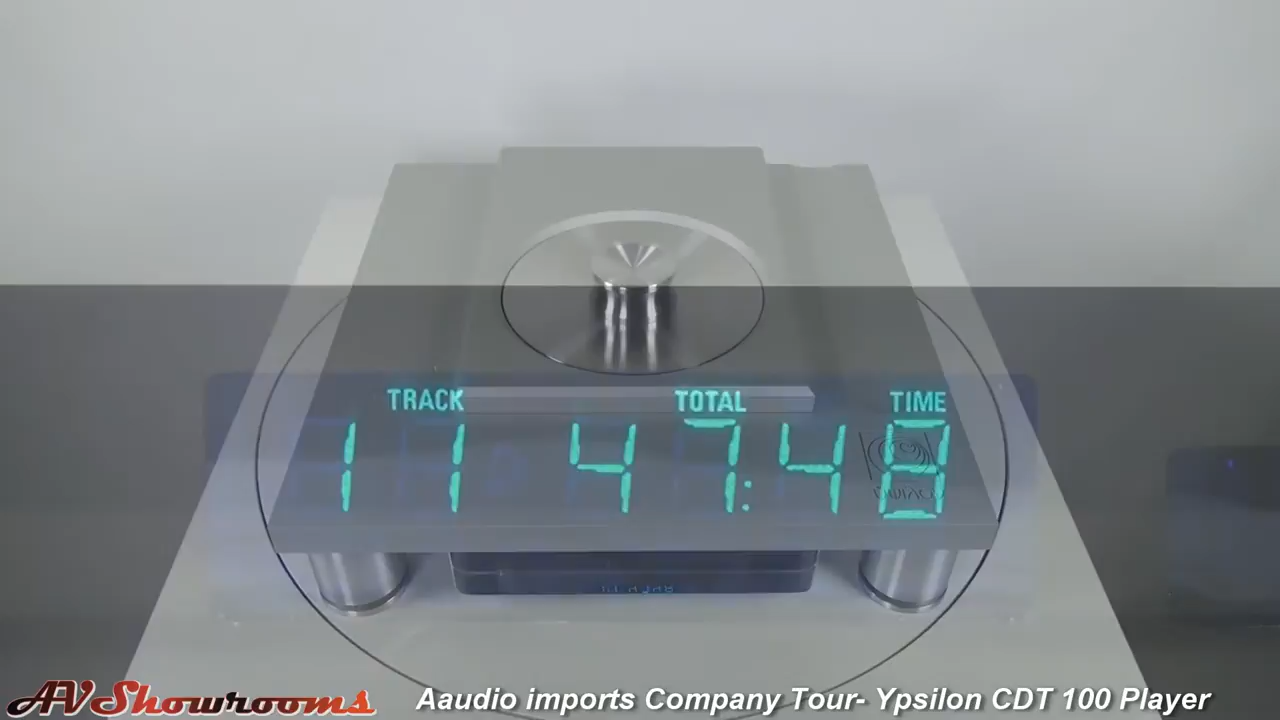 TRACK TOTAL TIME
11 47:48
AVShowrooms
Aaudio imports Company Tour- Ypsilon CDT 100 Player